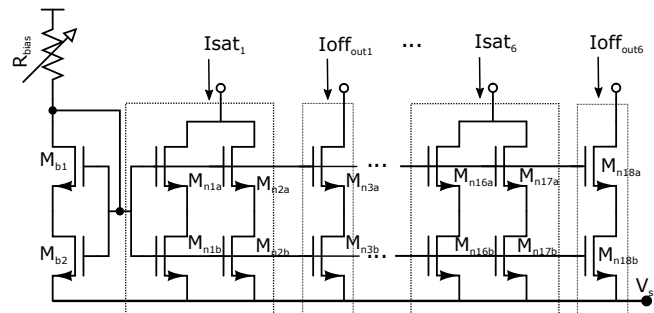 Isat1 Ioffout1 ... Isat6 Ioffout6
Rbias
Mb1 Mn1a Mn2a Mn3a ... Mn16a Mn17a Mn18a
Mb2 Mn1b Mn2b Mn3b ... Mn16b Mn17b Mn18b
Vs